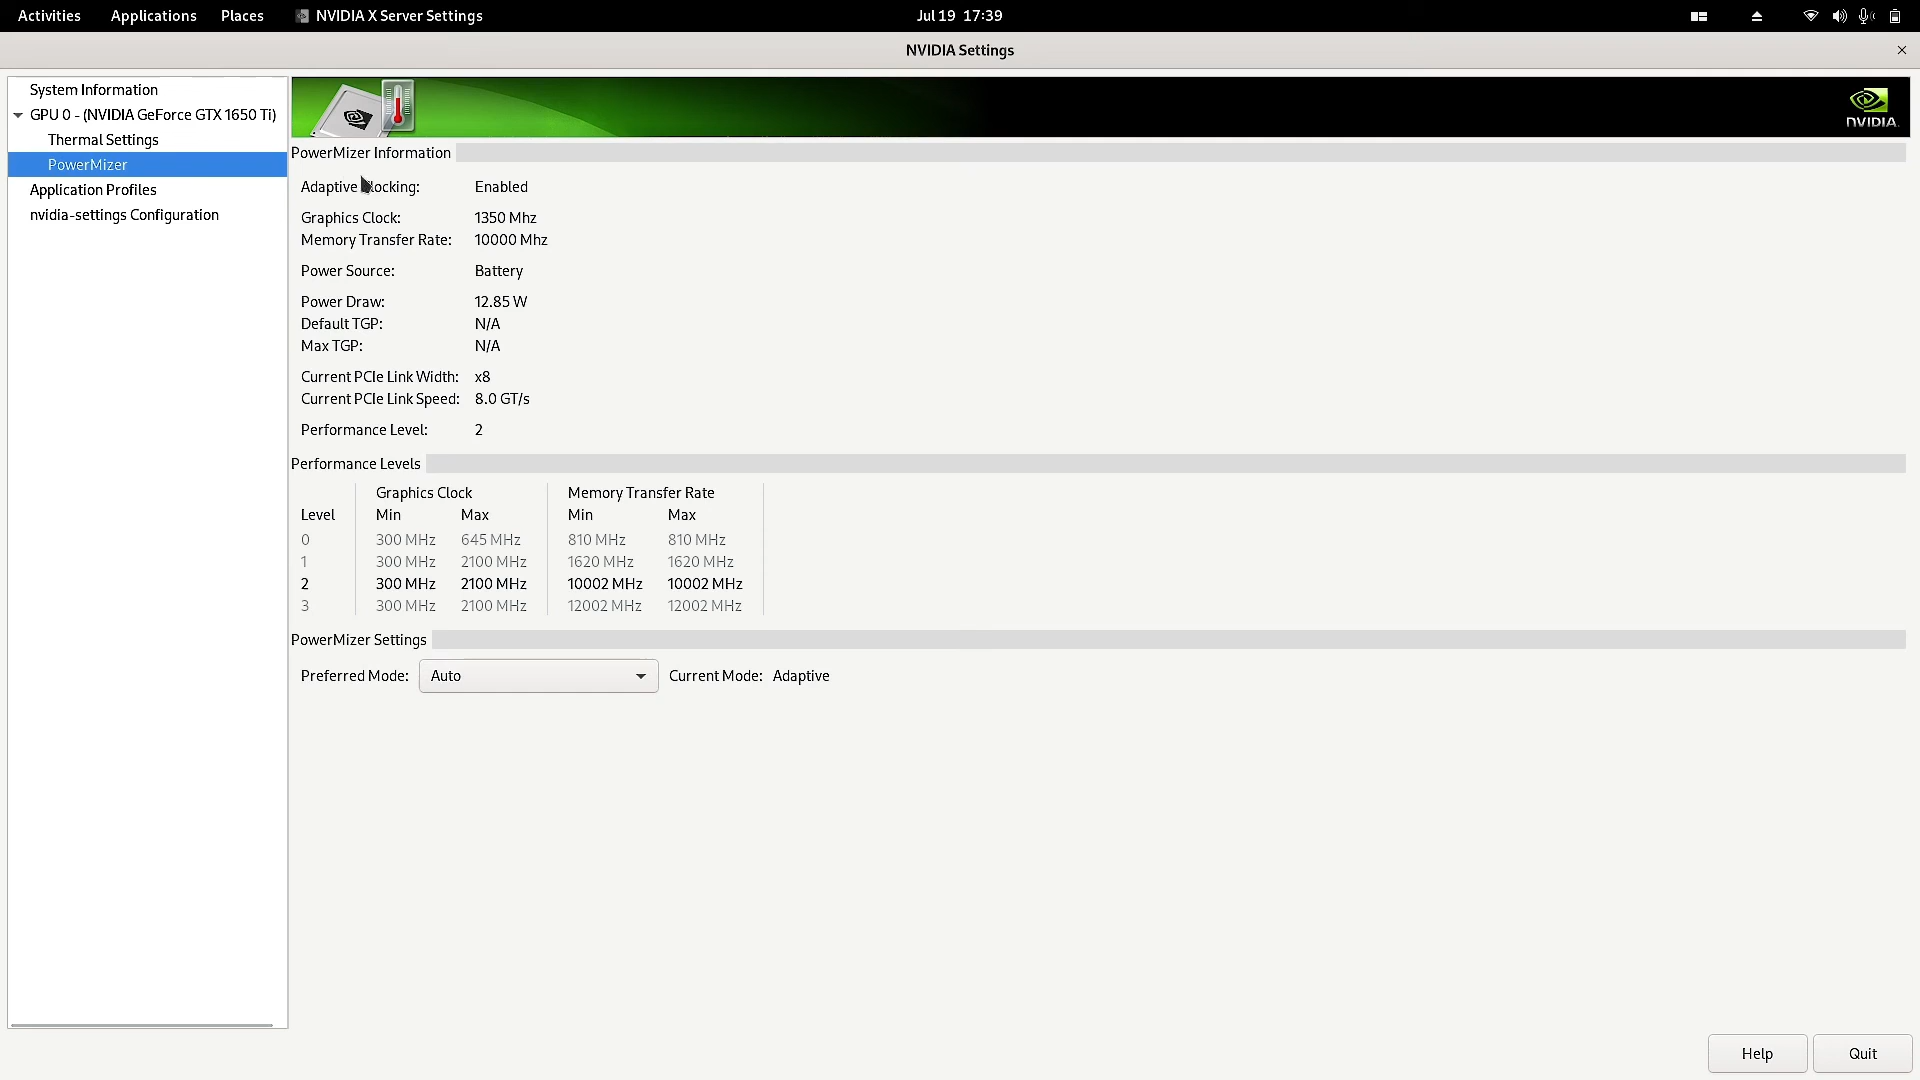 Activities Applications Places NVIDIA X Server Settings Jul 19 17:39
NVIDIA Settings
System Information
GPU 0 - (NVIDIA GeForce GTX 1650 Ti)
Thermal Settings
PowerMizer
Application Profiles
nvidia-settings Configuration
NVIDIA.
PowerMizer Information
Adaptive Clocking: Enabled
Graphics Clock: 1350 Mhz
Memory Transfer Rate: 10000 Mhz
Power Source: Battery
Power Draw: 12.85 W
Default TGP: N/A
Max TGP: N/A
Current PCIe Link Width: x8
Current PCIe Link Speed: 8.0 GT/s
Performance Level: 2
Performance Levels
Graphics Clock Memory Transfer Rate
Level Min Max Min Max
0 300 MHz 645 MHz 810 MHz 810 MHz
1 300 MHz 2100 MHz 1620 MHz 1620 MHz
2 300 MHz 2100 MHz 10002 MHz 10002 MHz
3 300 MHz 2100 MHz 12002 MHz 12002 MHz
PowerMizer Settings
Preferred Mode: Auto Current Mode: Adaptive
Help Quit